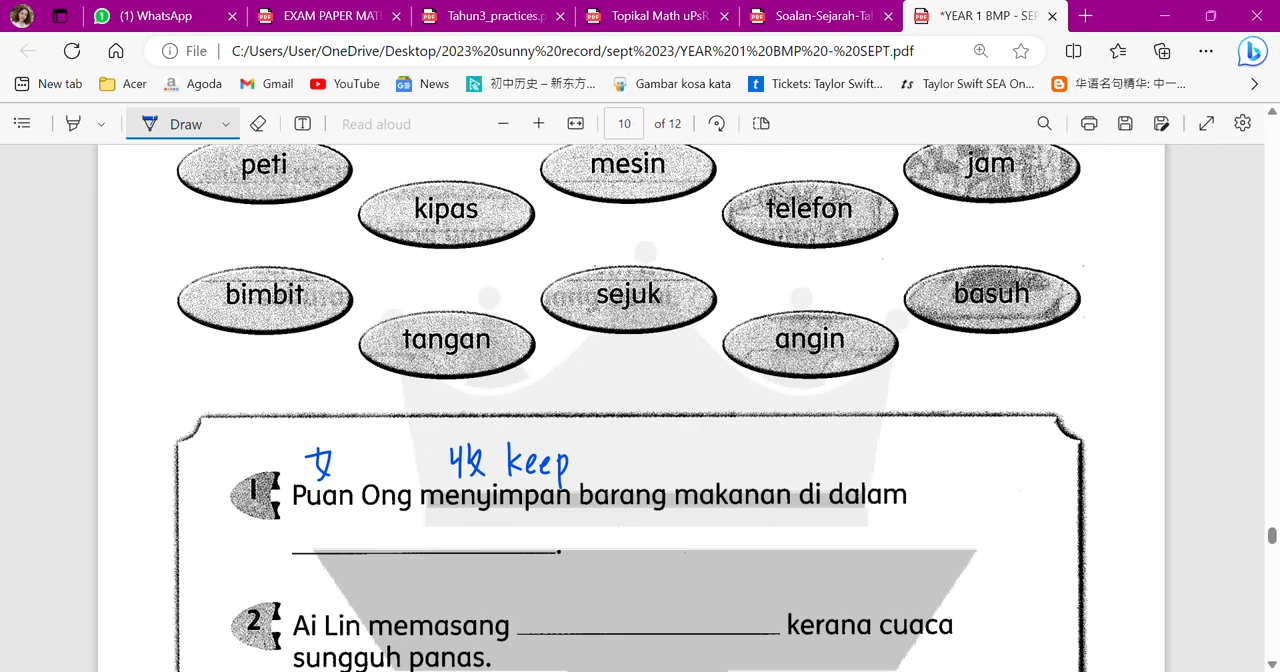 (1) WhatsApp
EXAM PAPER MAT
Tahun3_practices.p
Topikal Math uPsR
Soalan-Sejarah-Tal
*YEAR 1 BMP - SEP
File
C:/Users/User/OneDrive/Desktop/2023%20sunny%20record/sept%2023/YEAR%201%20BMP%20-%20SEPT.pdf
New tab
Acer
Agoda
Gmail
YouTube
News
初中历史 – 新东方...
Gambar kosa kata
Tickets: Taylor Swift...
Taylor Swift SEA On...
华语名句精华: 中一...
Draw
Read aloud
10 of 12
peti
mesin
jam
kipas
telefon
bimbit
sejuk
basuh
tangan
angin
女 收 keep
1 Puan Ong menyimpan barang makanan di dalam
____________________.
2 Ai Lin memasang ____________________ kerana cuaca
sungguh panas.